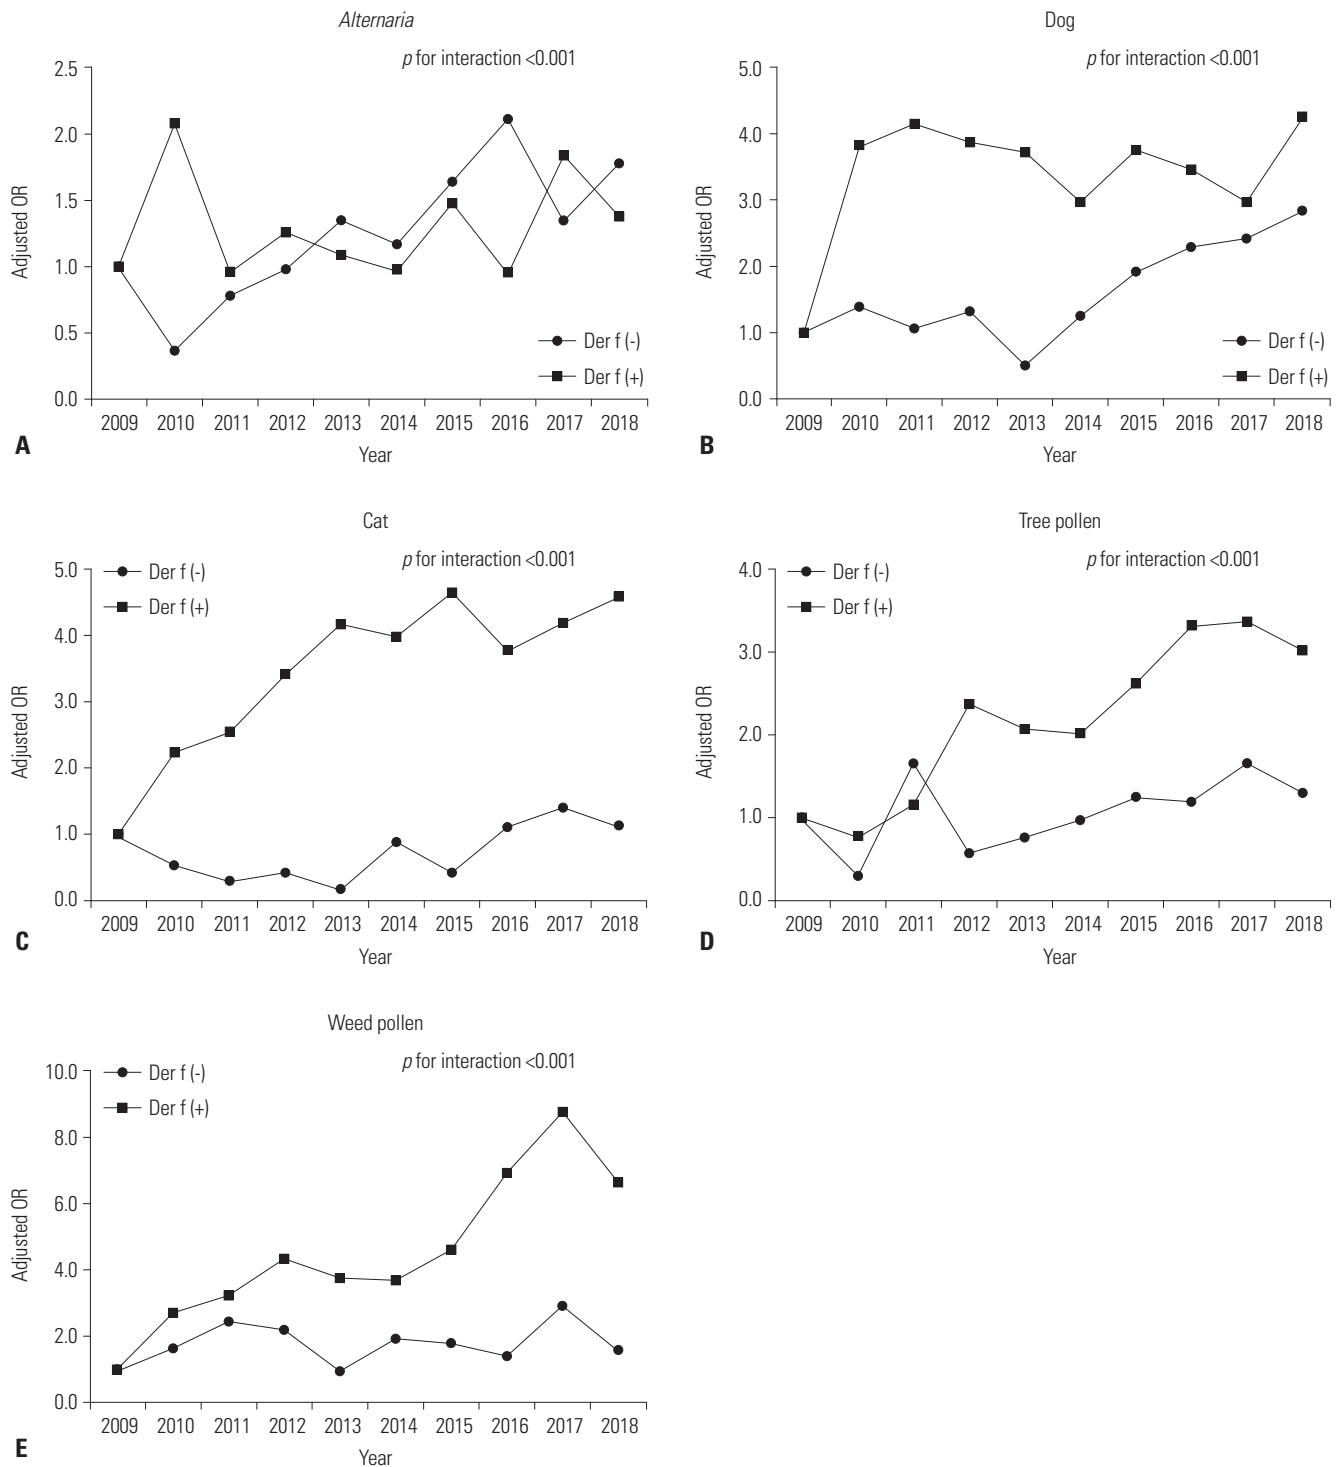 Alternaria
p for interaction <0.001
2.5
2.0
1.5
1.0
0.5
0.0
Adjusted OR
Der f (-)
Der f (+)
2009 2010 2011 2012 2013 2014 2015 2016 2017 2018
Year
A
Dog
p for interaction <0.001
5.0
4.0
3.0
2.0
1.0
0.0
Adjusted OR
Der f (-)
Der f (+)
2009 2010 2011 2012 2013 2014 2015 2016 2017 2018
Year
B
Cat
p for interaction <0.001
Der f (-)
Der f (+)
5.0
4.0
3.0
2.0
1.0
0.0
Adjusted OR
2009 2010 2011 2012 2013 2014 2015 2016 2017 2018
Year
C
Tree pollen
p for interaction <0.001
Der f (-)
Der f (+)
4.0
3.0
2.0
1.0
0.0
Adjusted OR
2009 2010 2011 2012 2013 2014 2015 2016 2017 2018
Year
D
Weed pollen
p for interaction <0.001
Der f (-)
Der f (+)
10.0
8.0
6.0
4.0
2.0
0.0
Adjusted OR
2009 2010 2011 2012 2013 2014 2015 2016 2017 2018
Year
E